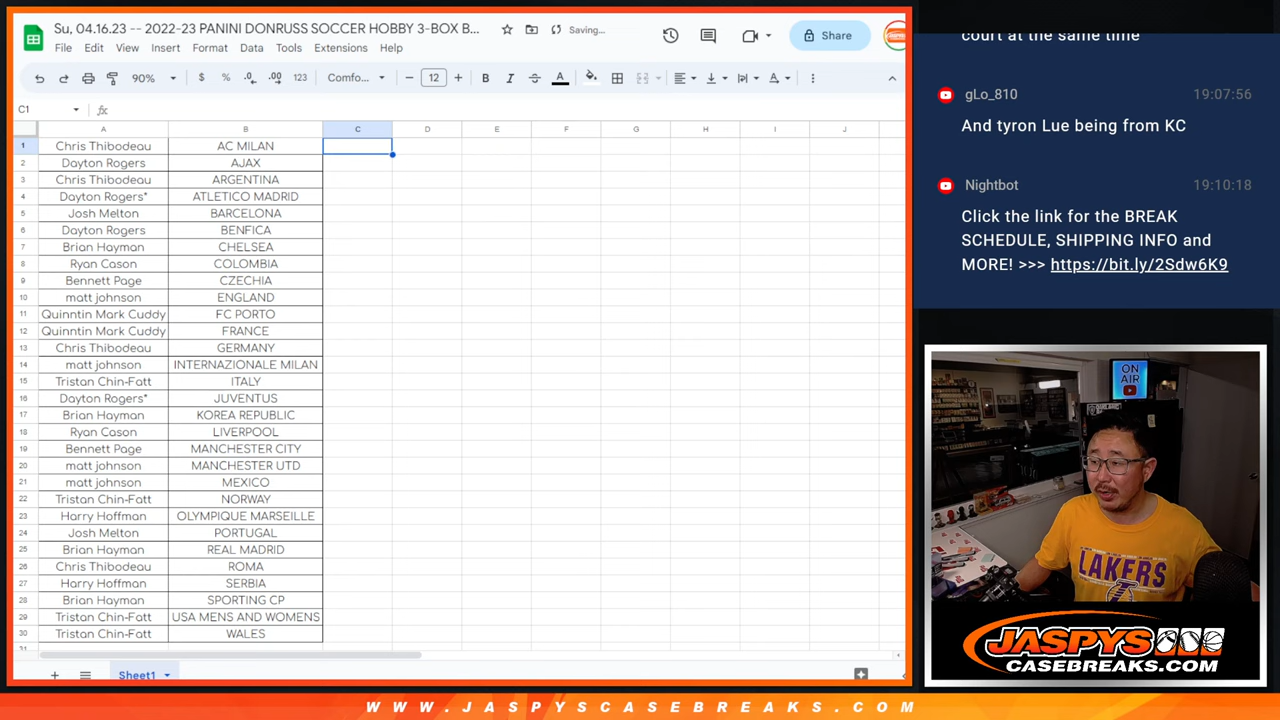 Su, 04.16.23 -- 2022-23 PANINI DONRUSS SOCCER HOBBY 3-BOX B...
Saving...
File Edit View Insert Format Data Tools Extensions Help
Share
90% $ % .0 .00 123 Comfo... 12 B I A
C1 fx
A B C D E F G H I J
1 Chris Thibodeau AC MILAN
2 Dayton Rogers AJAX
3 Chris Thibodeau ARGENTINA
4 Dayton Rogers* ATLETICO MADRID
5 Josh Melton BARCELONA
6 Dayton Rogers BENFICA
7 Brian Hayman CHELSEA
8 Ryan Cason COLOMBIA
9 Bennett Page CZECHIA
10 matt johnson ENGLAND
11 Quinntin Mark Cuddy FC PORTO
12 Quinntin Mark Cuddy FRANCE
13 Chris Thibodeau GERMANY
14 matt johnson INTERNAZIONALE MILAN
15 Tristan Chin-Fatt ITALY
16 Dayton Rogers* JUVENTUS
17 Brian Hayman KOREA REPUBLIC
18 Ryan Cason LIVERPOOL
19 Bennett Page MANCHESTER CITY
20 matt johnson MANCHESTER UTD
21 matt johnson MEXICO
22 Tristan Chin-Fatt NORWAY
23 Harry Hoffman OLYMPIQUE MARSEILLE
24 Josh Melton PORTUGAL
25 Brian Hayman REAL MADRID
26 Chris Thibodeau ROMA
27 Harry Hoffman SERBIA
28 Brian Hayman SPORTING CP
29 Tristan Chin-Fatt USA MENS AND WOMENS
30 Tristan Chin-Fatt WALES
Sheet1
court at the same time
gLo_810 19:07:56
And tyron Lue being from KC
Nightbot 19:10:18
Click the link for the BREAK
SCHEDULE, SHIPPING INFO and
MORE! >>> https://bit.ly/2Sdw6K9
ON
AIR
LAKERS
JASPYS
CASEBREAKS.COM
WWW.JASPYSCASEBREAKS.COM